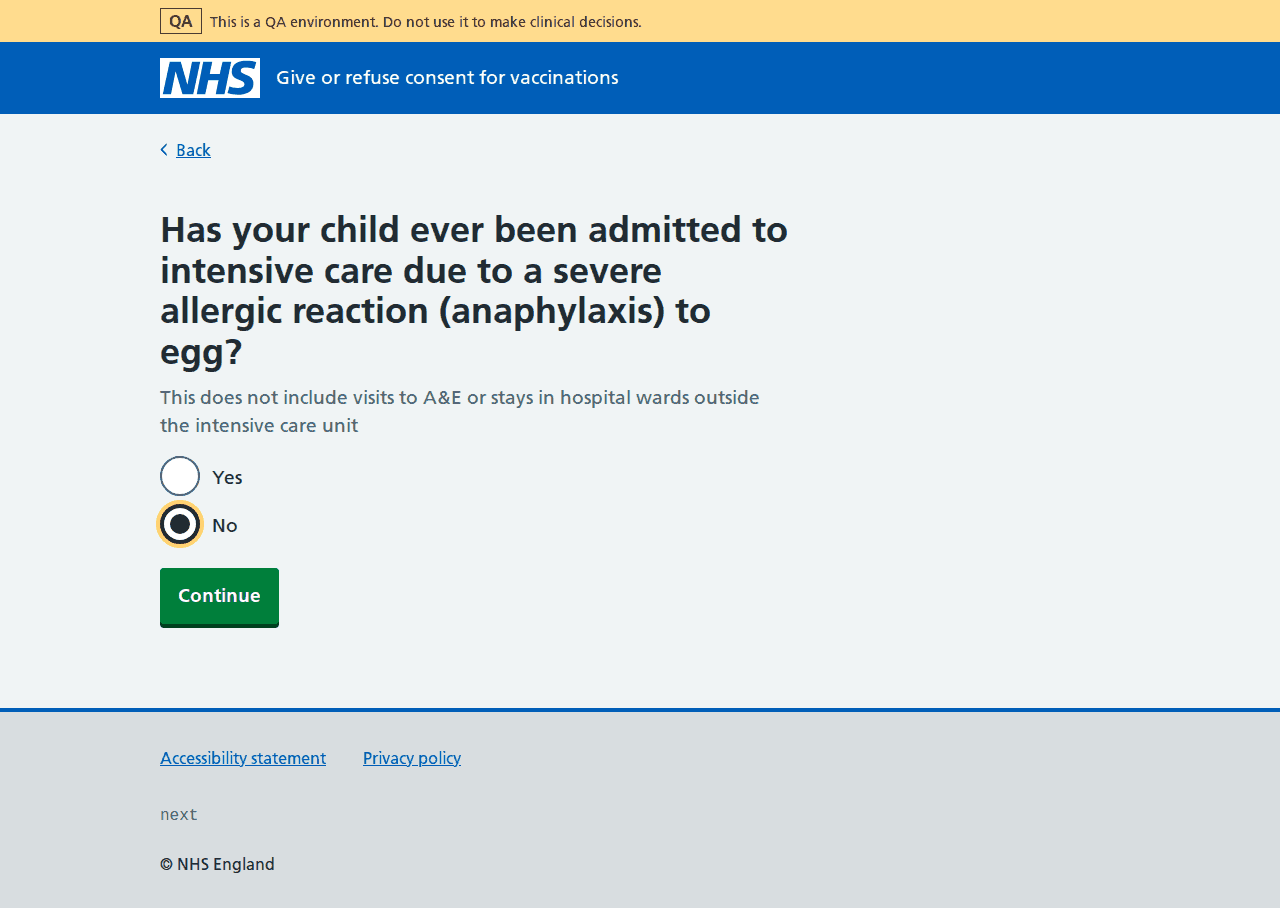 QA This is a QA environment. Do not use it to make clinical decisions.
NHS Give or refuse consent for vaccinations
Back
Has your child ever been admitted to
intensive care due to a severe
allergic reaction (anaphylaxis) to
egg?
This does not include visits to A&E or stays in hospital wards outside
the intensive care unit
Yes
No
Continue
Accessibility statement Privacy policy
next
© NHS England